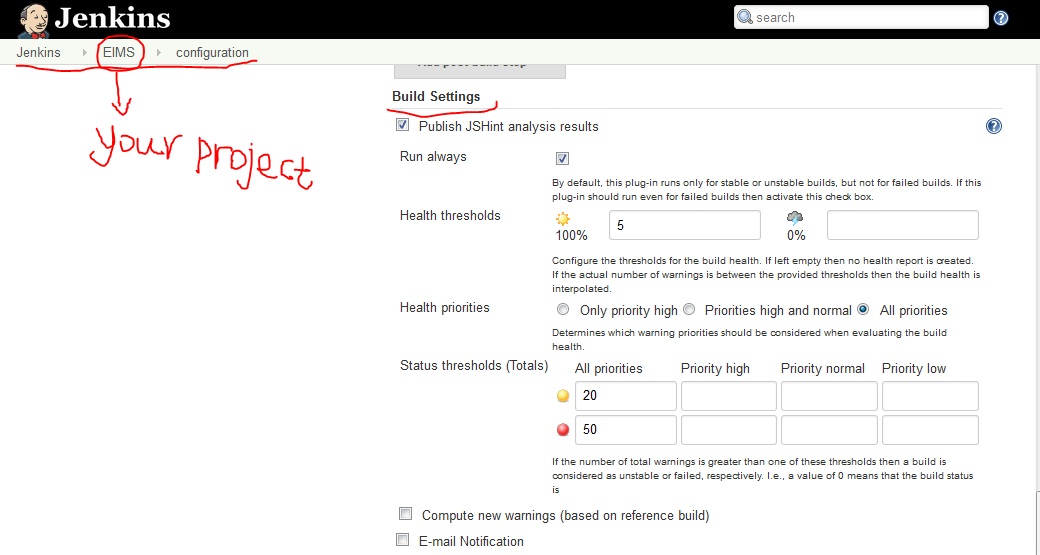 Jenkins
search
Jenkins EIMS configuration
your project
Build Settings
Publish JSHint analysis results
Run always
By default, this plug-in runs only for stable or unstable builds, but not for failed builds. If this
plug-in should run even for failed builds then activate this check box.
Health thresholds
100% 5 0%
Configure the thresholds for the build health. If left empty then no health report is created.
If the actual number of warnings is between the provided thresholds then the build health is
interpolated.
Health priorities Only priority high Priorities high and normal All priorities
Determines which warning priorities should be considered when evaluating the build
health.
Status thresholds (Totals) All priorities Priority high Priority normal Priority low
20
50
If the number of total warnings is greater than one of these thresholds then a build is
considered as unstable or failed, respectively. I.e., a value of 0 means that the build status
is
Compute new warnings (based on reference build)
E-mail Notification